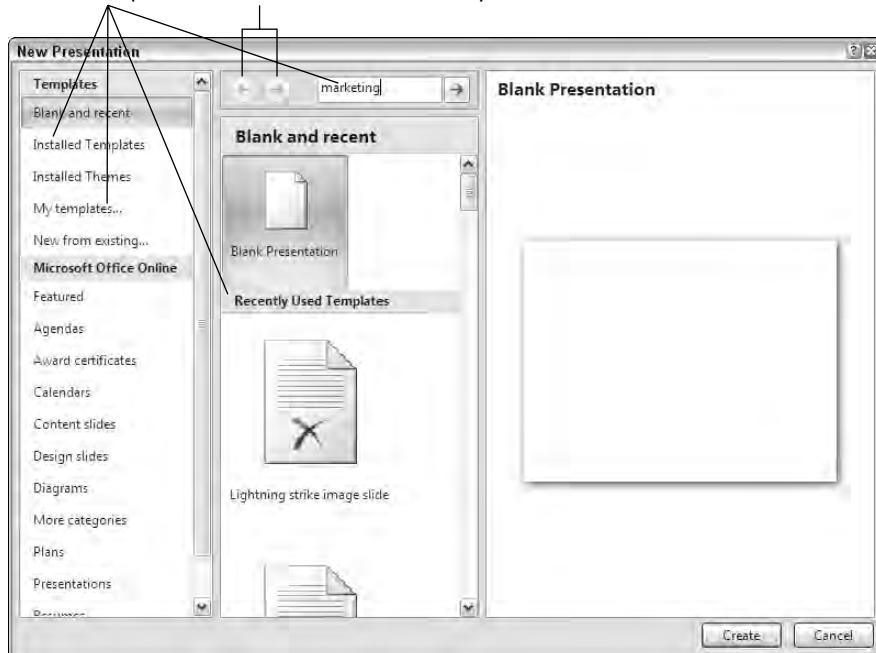 New Presentation
Templates
Blank and recent
Installed Templates
Installed Themes
My templates...
New from existing...
Microsoft Office Online
Featured
Agendas
Award certificates
Calendars
Content slides
Design slides
Diagrams
More categories
Plans
Presentations
marketing
Blank and recent
Blank Presentation
Recently Used Templates
Lightning strike image slide
Blank Presentation
Create
Cancel